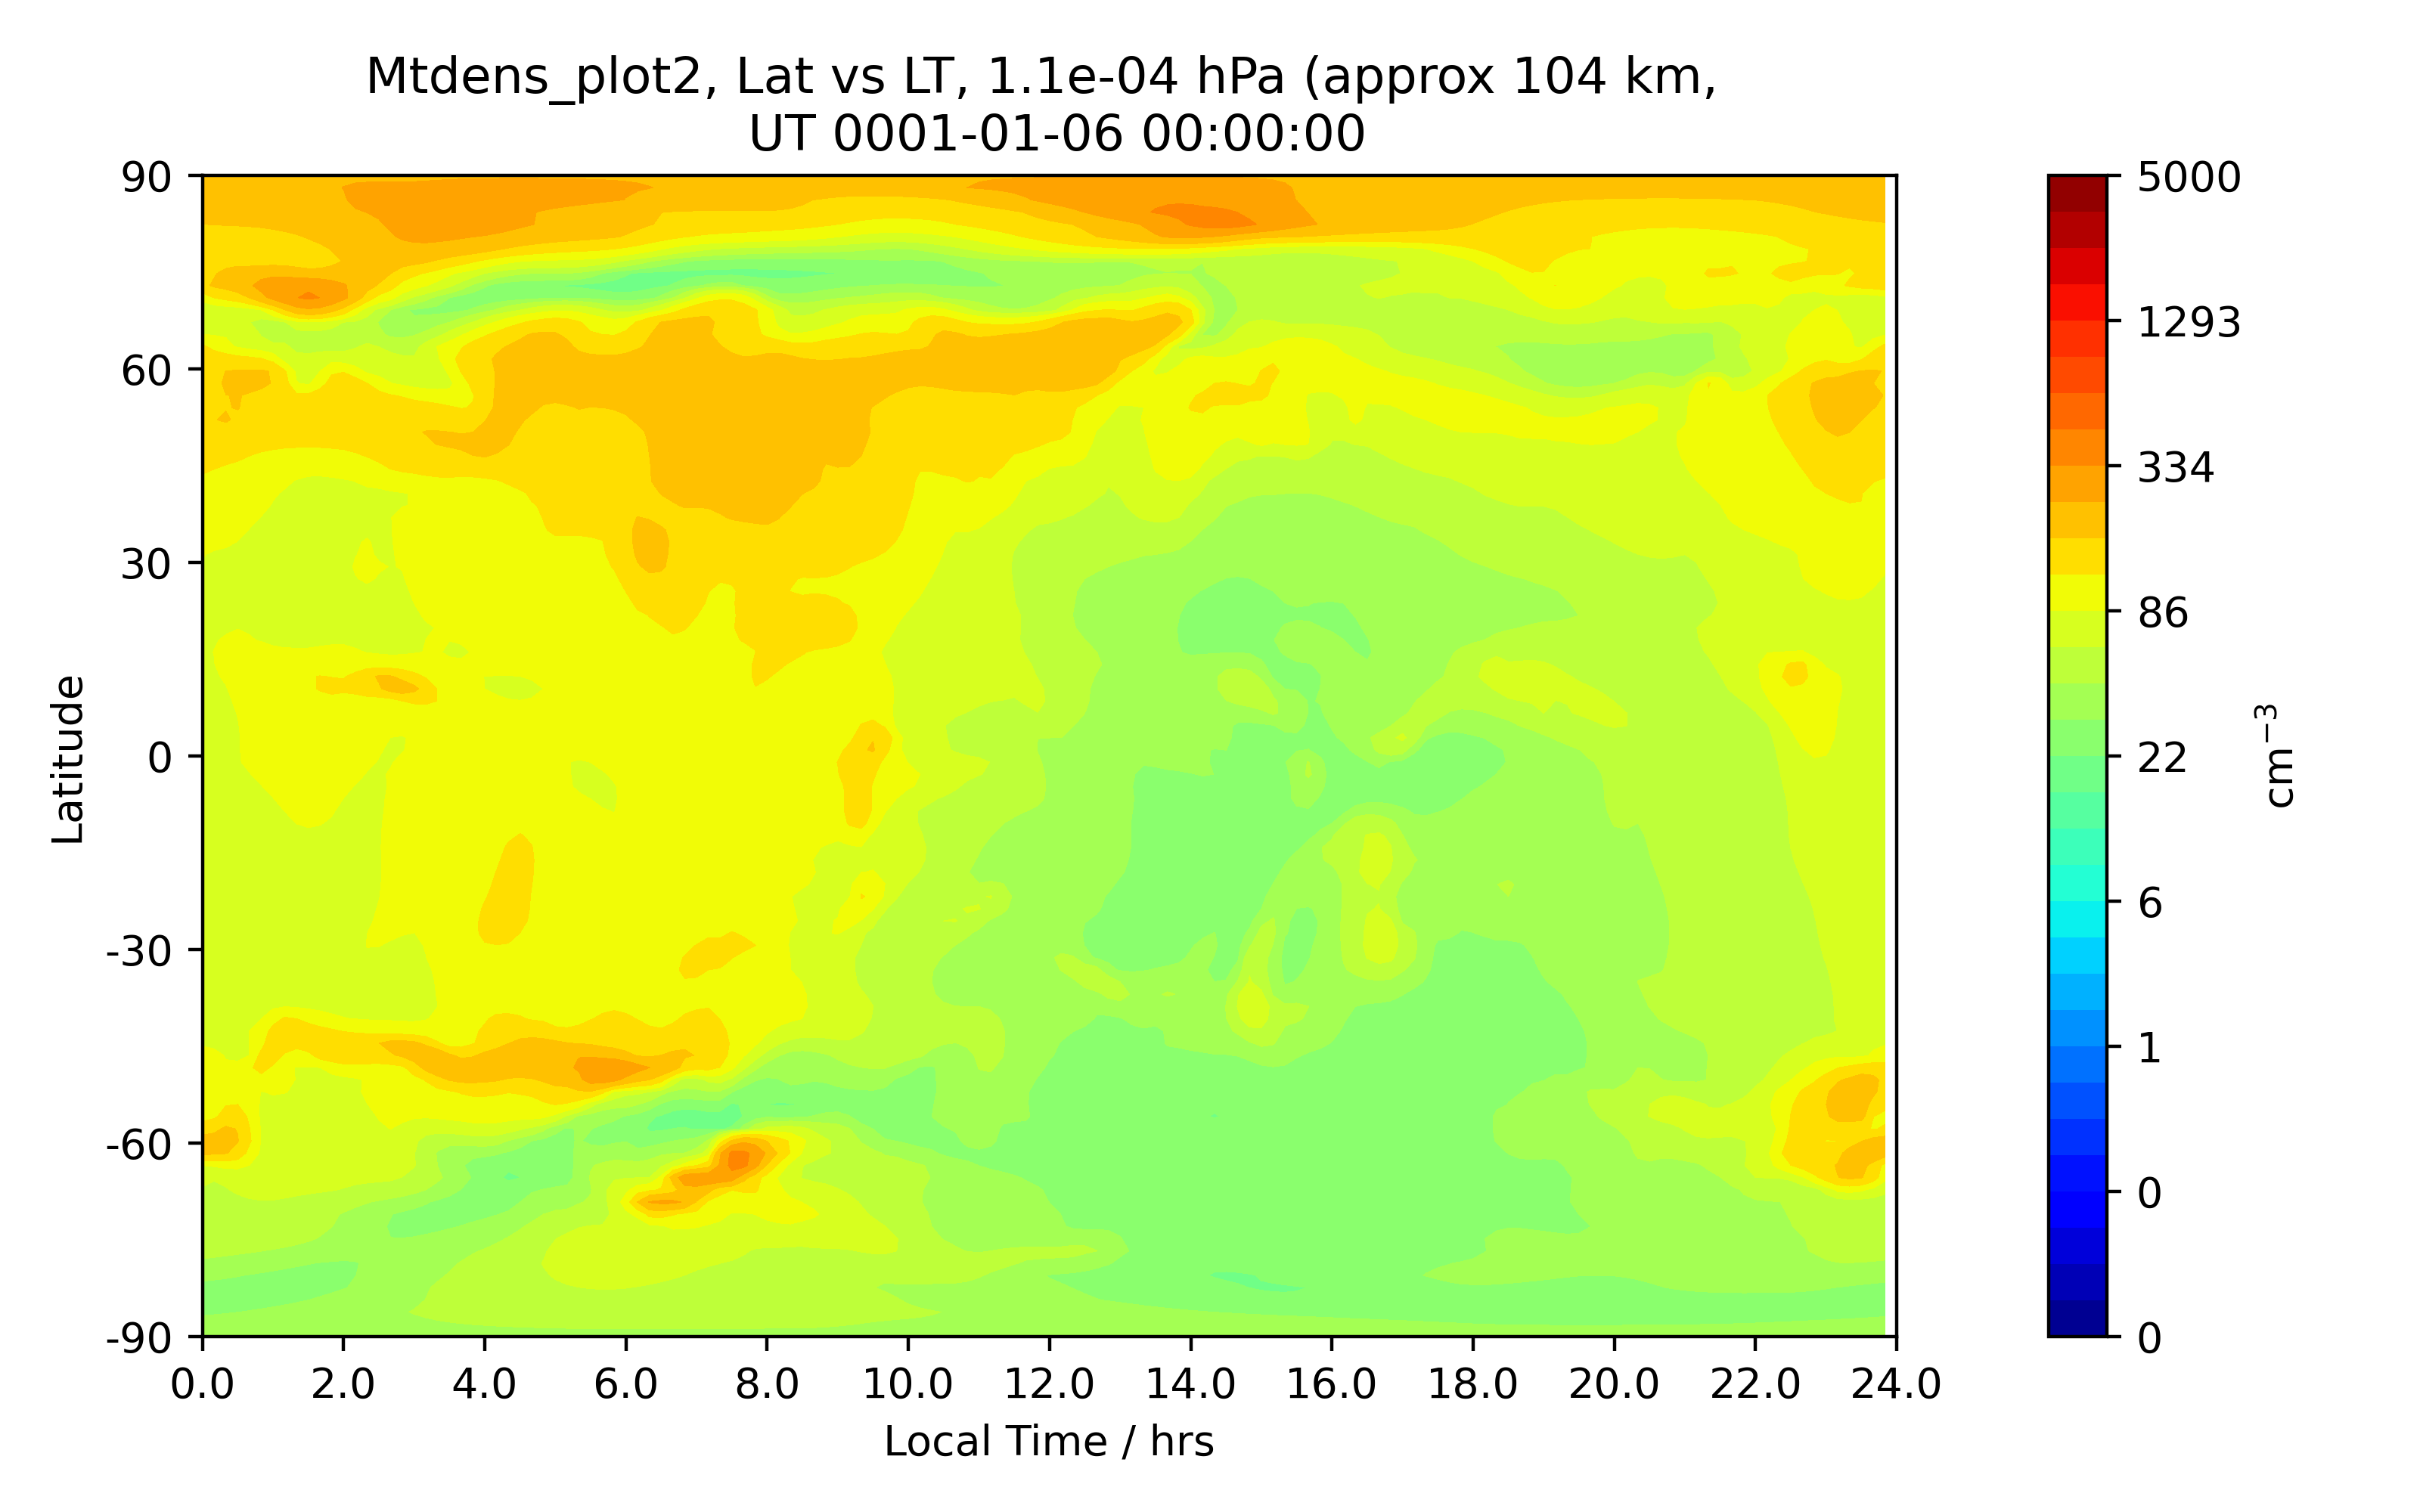 Mtdens_plot2, Lat vs LT, 1.1e-04 hPa (approx 104 km,
UT 0001-01-06 00:00:00
90
60
30
0
-30
-60
-90
Latitude
0.0 2.0 4.0 6.0 8.0 10.0 12.0 14.0 16.0 18.0 20.0 22.0 24.0
Local Time / hrs
5000
1293
334
86
22
6
1
0
0
cm⁻³